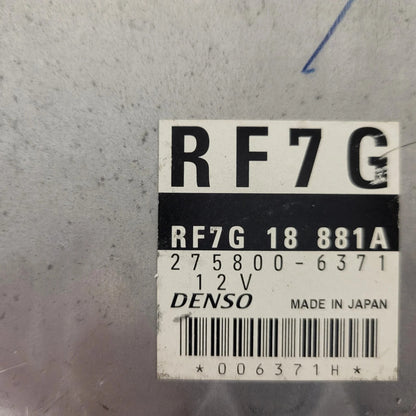 RF7G
RF7G 18 881A
275800-6371
12V
DENSO MADE IN JAPAN
*006371H*